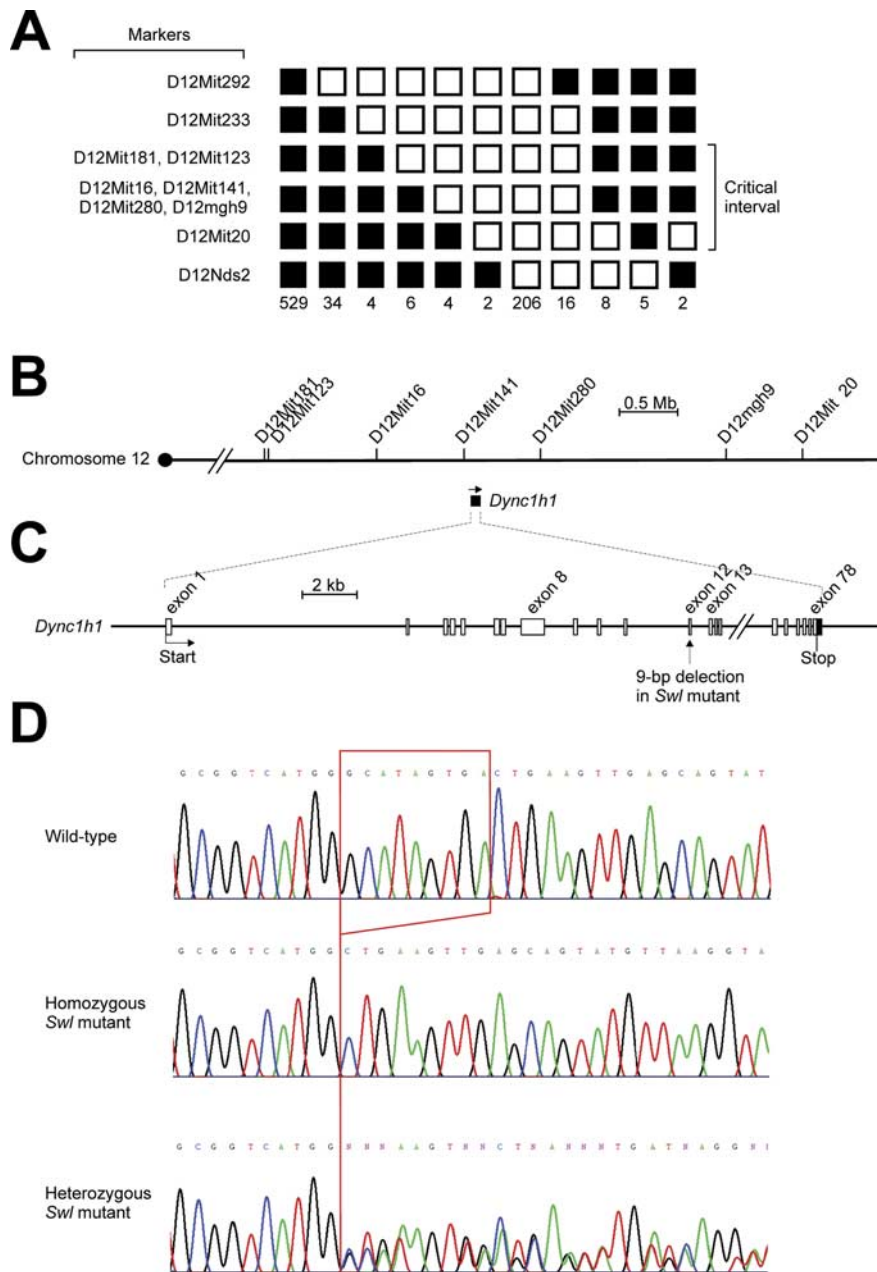 A
Markers
D12Mit292
D12Mit233
D12Mit181, D12Mit123
D12Mit16, D12Mit141,
D12Mit280, D12mgh9
D12Mit20
D12Nds2
Critical
interval
529 34 4 6 4 2 206 16 8 5 2
B
D12Mit181
D12Mit123
D12Mit16
D12Mit141
D12Mit280
0.5 Mb
D12mgh9
D12Mit 20
Chromosome 12
Dync1h1
C
exon 1
2 kb
exon 8
exon 12
exon 13
exon 78
Dync1h1
Start
Stop
9-bp delection
in Swl mutant
D
G C G G T C A T G G G C A T A G T G A C T G A A G T T G A G C A G T A T
Wild-type
G C G G T C A T G G C T G A A G T T G A G C A G T A T G T T A A G G T A
Homozygous
Swl mutant
G C G G T C A T G G N N N A A G T N N C T N A N N N T G A T N A G G N
Heterozygous
Swl mutant